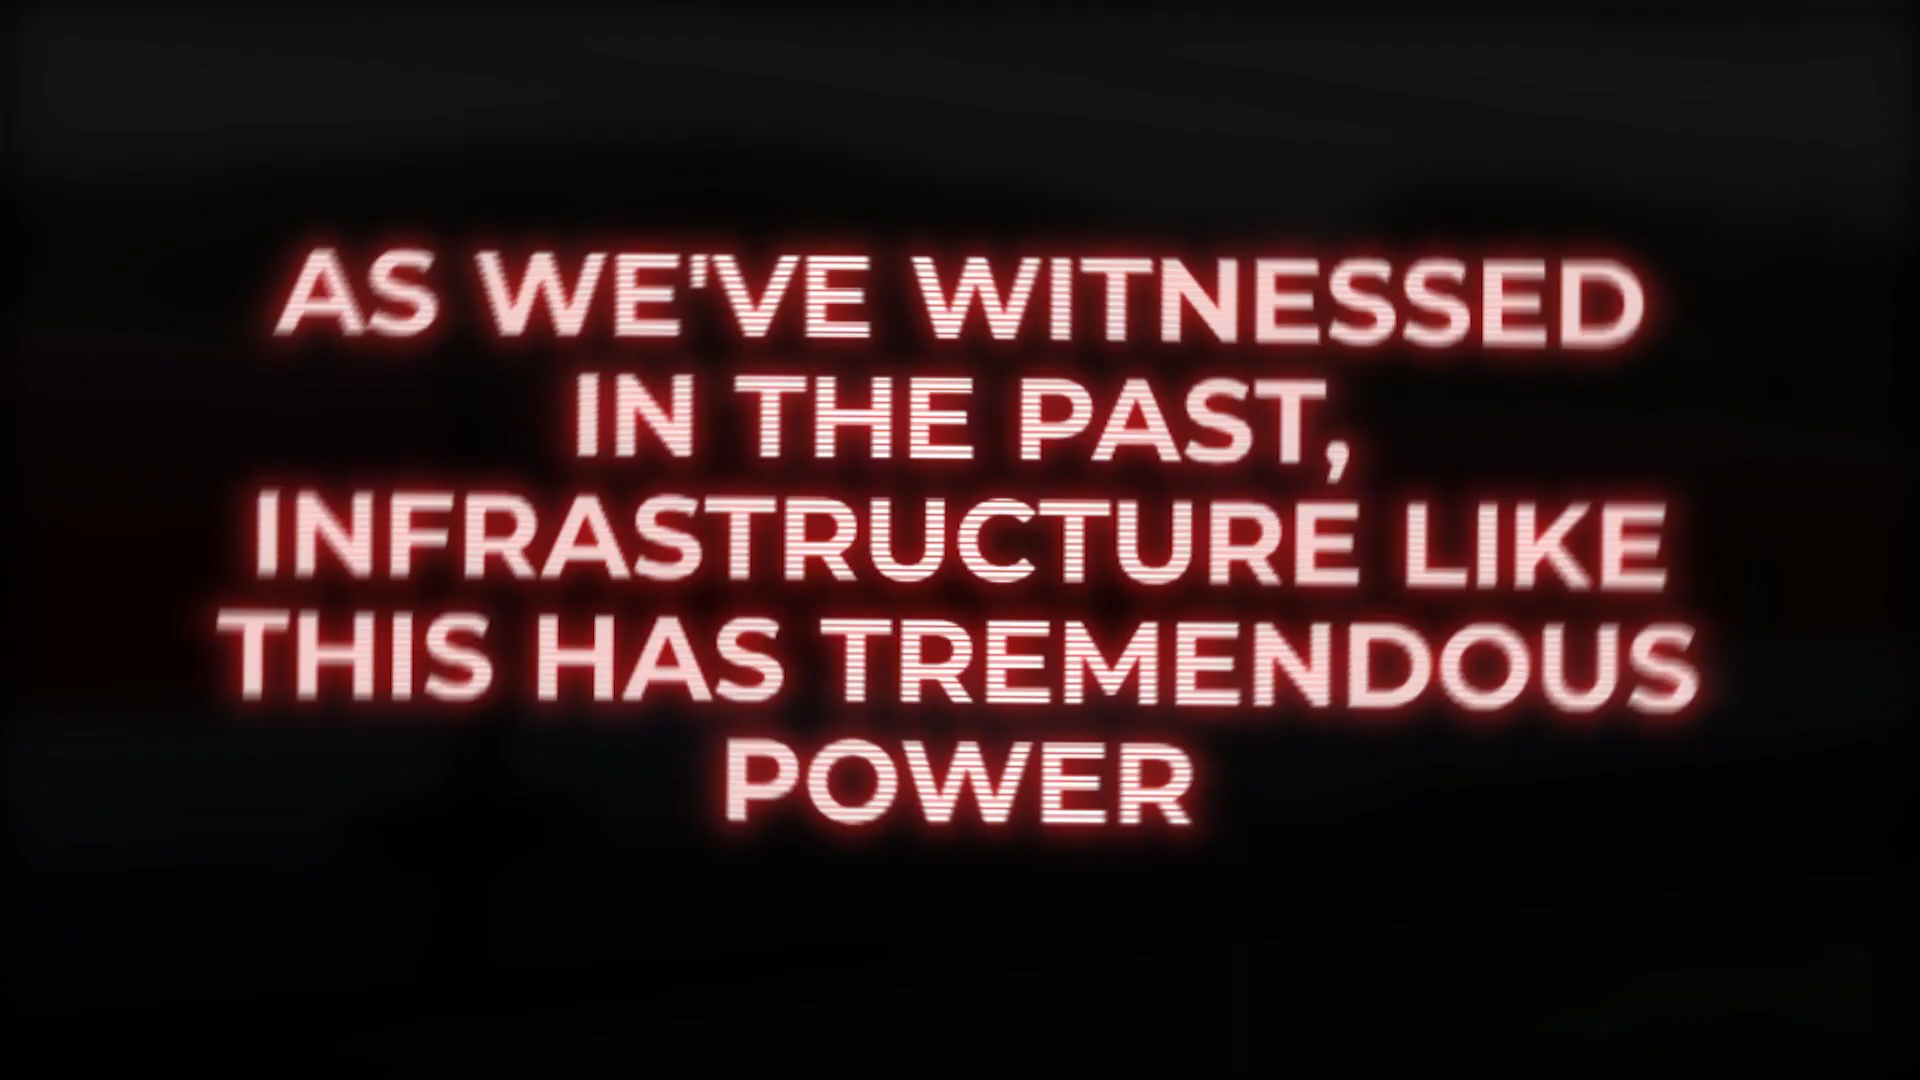 AS WE'VE WITNESSED
IN THE PAST,
INFRASTRUCTURE LIKE
THIS HAS TREMENDOUS
POWER